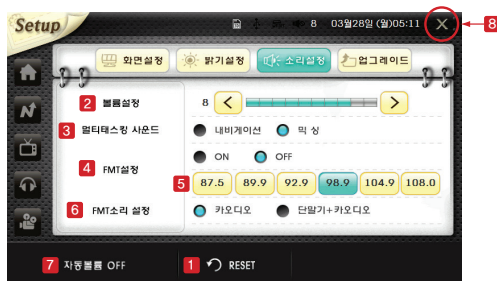 Setup 8 03월28일 (월)05:11 8
화면설정 밝기설정 소리설정 업그레이드
2 볼륨설정 8
3 멀티태스킹 사운드 내비게이션 믹 싱
4 FMT설정 ON OFF
5 87.5 89.9 92.9 98.9 104.9 108.0
6 FMT소리 설정 카오디오 단말기+카오디오
7 자동볼륨 OFF 1 RESET